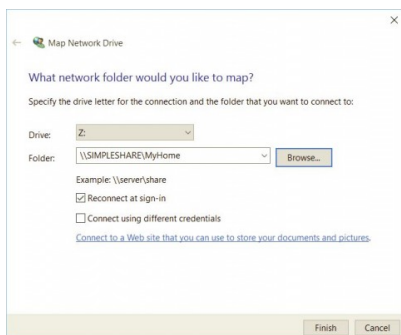 Map Network Drive
What network folder would you like to map?
Specify the drive letter for the connection and the folder that you want to connect to:
Drive: Z:
Folder: \\SIMPLESHARE\MyHome Browse...
Example: \\server\share
Reconnect at sign-in
Connect using different credentials
Connect to a Web site that you can use to store your documents and pictures.
Finish Cancel